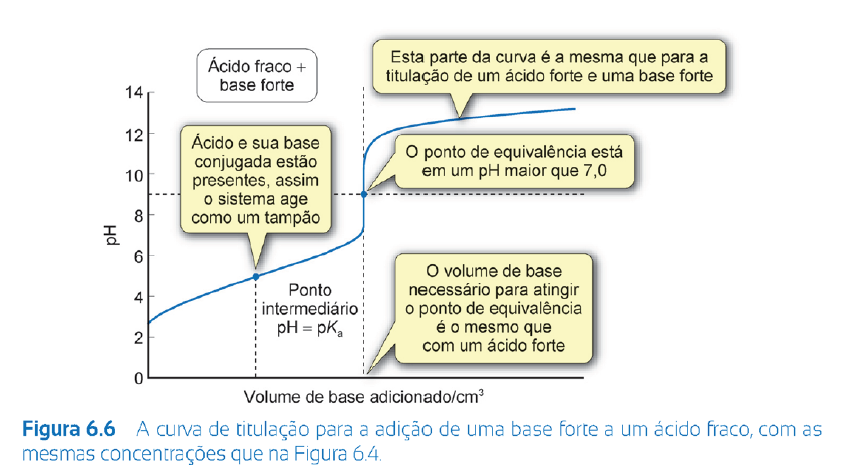 Ácido fraco +
base forte
Esta parte da curva é a mesma que para a
titulação de um ácido forte e uma base forte
14
12
10
8
6
4
2
0
pH
Ácido e sua base
conjugada estão
presentes, assim
o sistema age
como um tampão
O ponto de equivalência está
em um pH maior que 7,0
Ponto
intermediário
pH = pKa
O volume de base
necessário para atingir
o ponto de equivalência
é o mesmo que
com um ácido forte
Volume de base adicionado/cm³
Figura 6.6 A curva de titulação para a adição de uma base forte a um ácido fraco, com as
mesmas concentrações que na Figura 6.4.